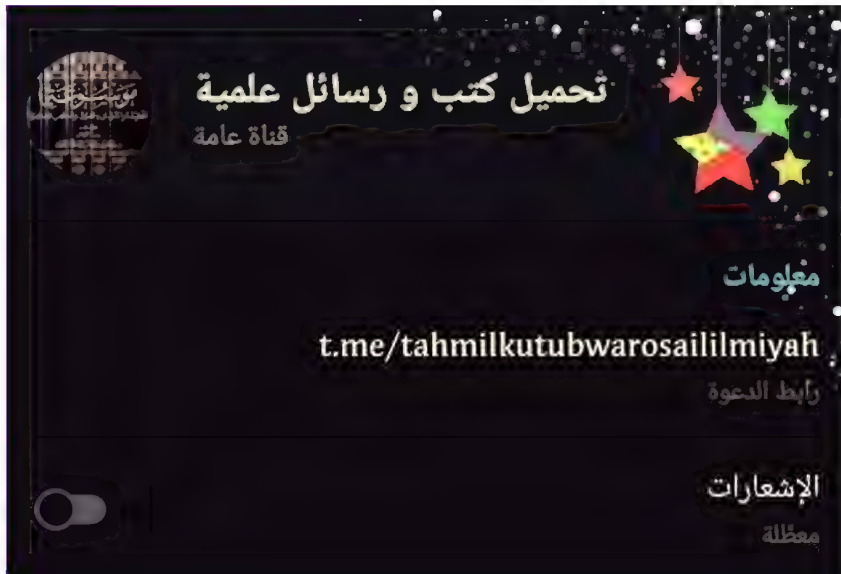 تحميل كتب و رسائل علمية
قناة عامة
معلومات
t.me/tahmilkutubwarosaililmiyah
رابط الدعوة
الإشعارات
معطلة